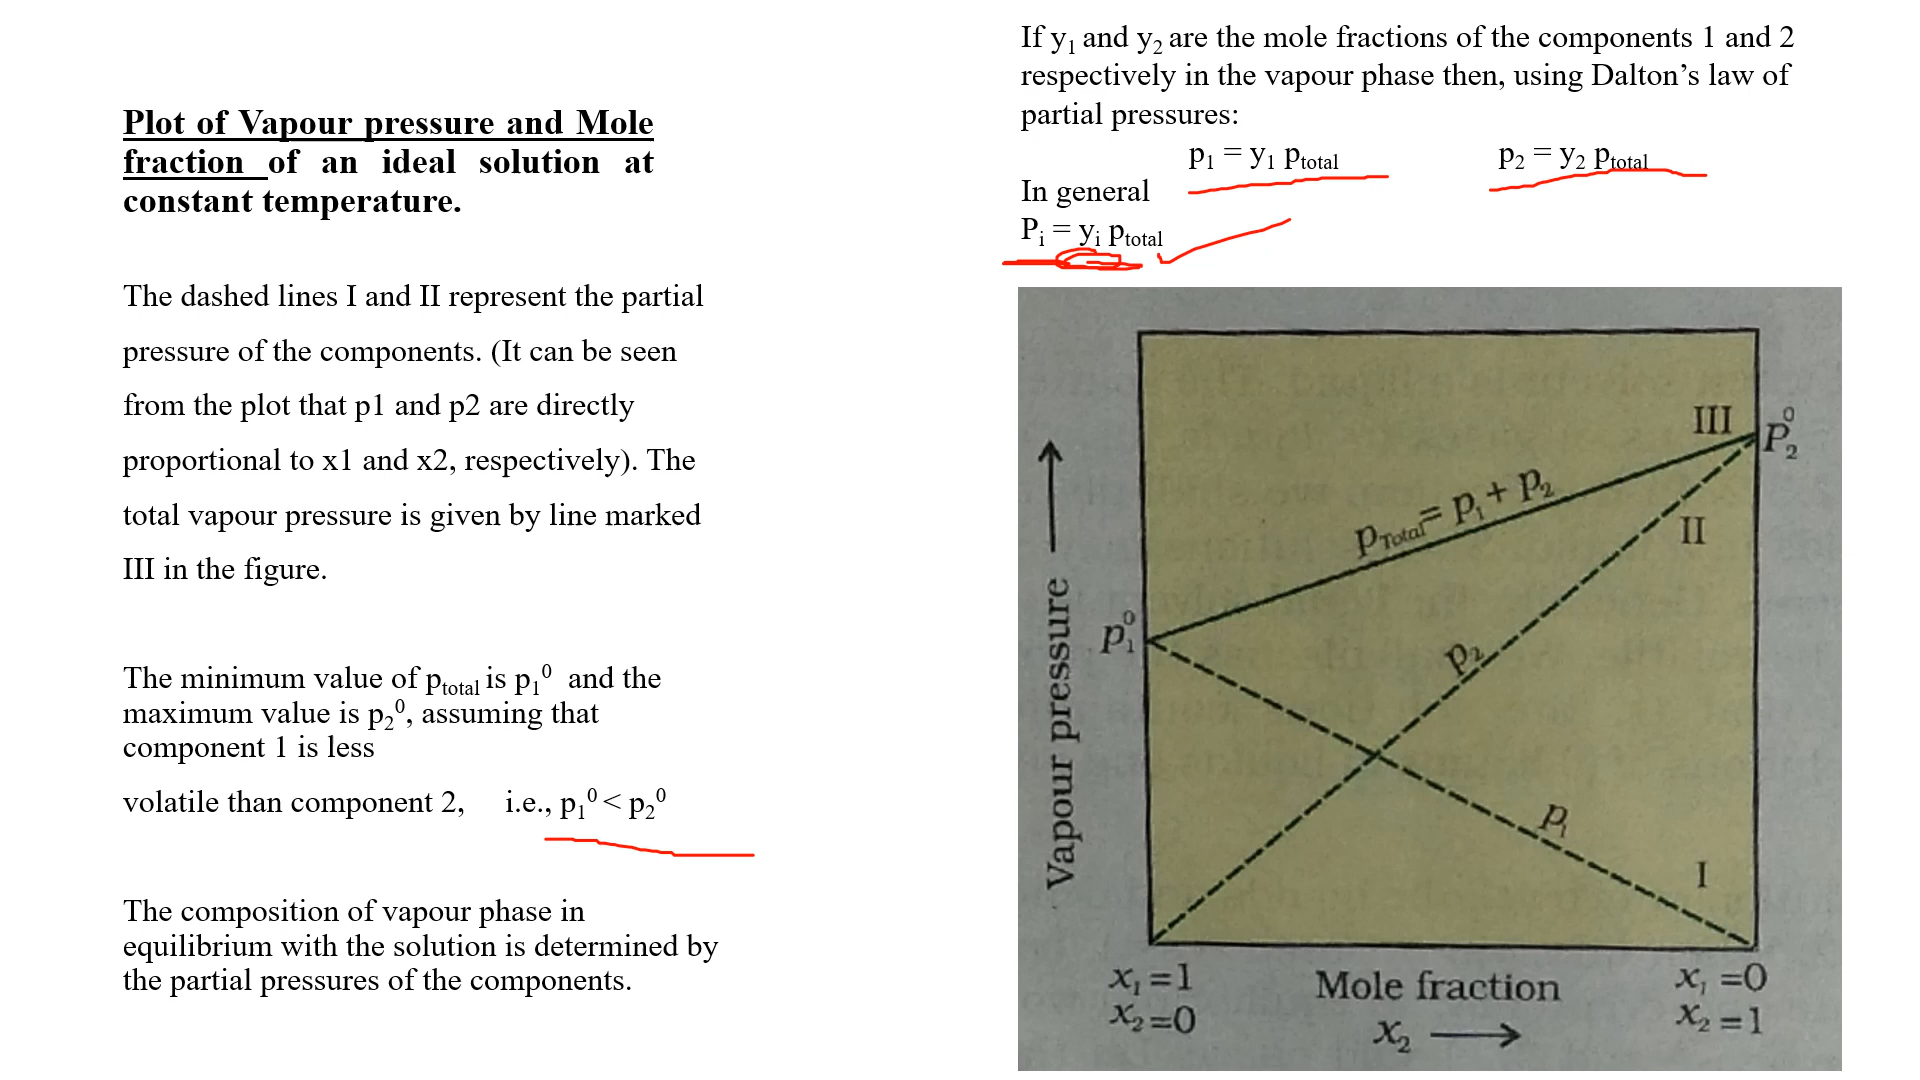 Plot of Vapour pressure and Mole
fraction of an ideal solution at
constant temperature.
The dashed lines I and II represent the partial
pressure of the components. (It can be seen
from the plot that p1 and p2 are directly
proportional to x1 and x2, respectively). The
total vapour pressure is given by line marked
III in the figure.
The minimum value of p_total is p₁⁰ and the
maximum value is p₂⁰, assuming that
component 1 is less
volatile than component 2, i.e., p₁⁰ < p₂⁰
The composition of vapour phase in
equilibrium with the solution is determined by
the partial pressures of the components.
If y₁ and y₂ are the mole fractions of the components 1 and 2
respectively in the vapour phase then, using Dalton’s law of
partial pressures:
p₁ = y₁ p_total p₂ = y₂ p_total
In general
Pᵢ = yᵢ p_total
III
P₂⁰
p_Total = p₁ + p₂
II
p₁⁰
p₂
p₁
I
Vapour pressure
x₁ = 1 Mole fraction x₁ = 0
x₂ = 0 x₂ x₂ = 1